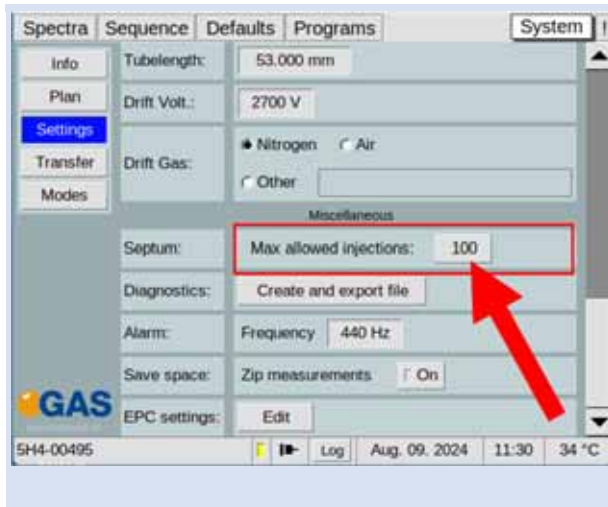 Spectra Sequence Defaults Programs System !
Info
Plan
Settings
Transfer
Modes
Tubelength: 53.000 mm
Drift Volt.: 2700 V
Drift Gas: Nitrogen Air
Other
Miscellaneous
Septum: Max allowed injections: 100
Diagnostics: Create and export file
Alarm: Frequency 440 Hz
Save space: Zip measurements On
EPC settings: Edit
GAS
5H4-00495 Log Aug. 09. 2024 11:30 34 °C